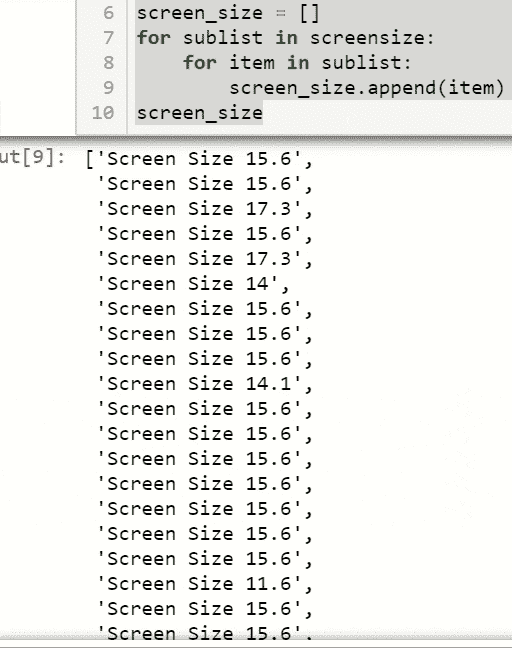 6 screen_size = []
7 for sublist in screensize:
8 for item in sublist:
9 screen_size.append(item)
10 screen_size
ut[9]: ['Screen Size 15.6',
'Screen Size 15.6',
'Screen Size 17.3',
'Screen Size 15.6',
'Screen Size 17.3',
'Screen Size 14',
'Screen Size 15.6',
'Screen Size 15.6',
'Screen Size 15.6',
'Screen Size 14.1',
'Screen Size 15.6',
'Screen Size 15.6',
'Screen Size 15.6',
'Screen Size 15.6',
'Screen Size 15.6',
'Screen Size 15.6',
'Screen Size 15.6',
'Screen Size 11.6',
'Screen Size 15.6',
'Screen Size 15.6',